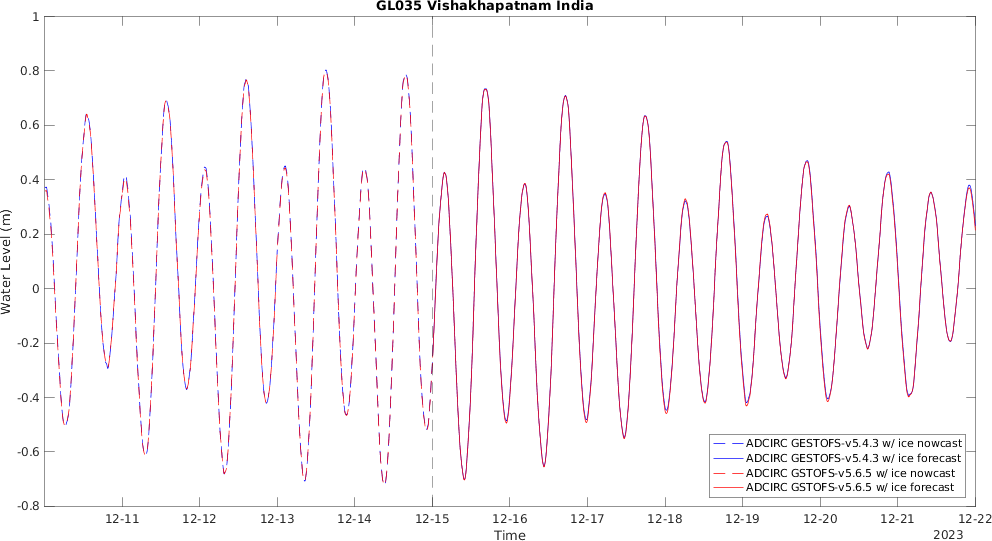 GL035 Vishakhapatnam India
1
0.8
0.6
0.4
0.2
0
-0.2
-0.4
-0.6
-0.8
Water Level (m)
12-11 12-12 12-13 12-14 12-15 12-16 12-17 12-18 12-19 12-20 12-21 12-22
Time
2023
ADCIRC GESTOFS-v5.4.3 w/ ice nowcast
ADCIRC GESTOFS-v5.4.3 w/ ice forecast
ADCIRC GSTOFS-v5.6.5 w/ ice nowcast
ADCIRC GSTOFS-v5.6.5 w/ ice forecast